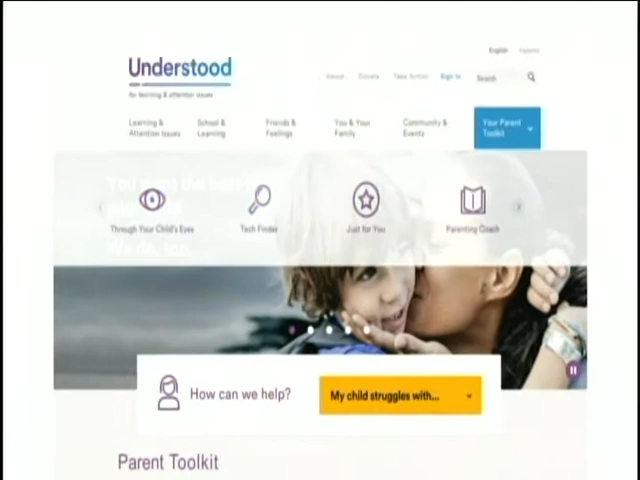 English
Understood
for learning & attention issues
About Donate Take Action Sign In Search
Learning & Attention Issues
School & Learning
Friends & Feelings
You & Your Family
Community & Events
Your Parent Toolkit
Through Your Child's Eyes
Tech Finder
Just for You
Parenting Coach
We do, too.
How can we help?
My child struggles with...
Parent Toolkit